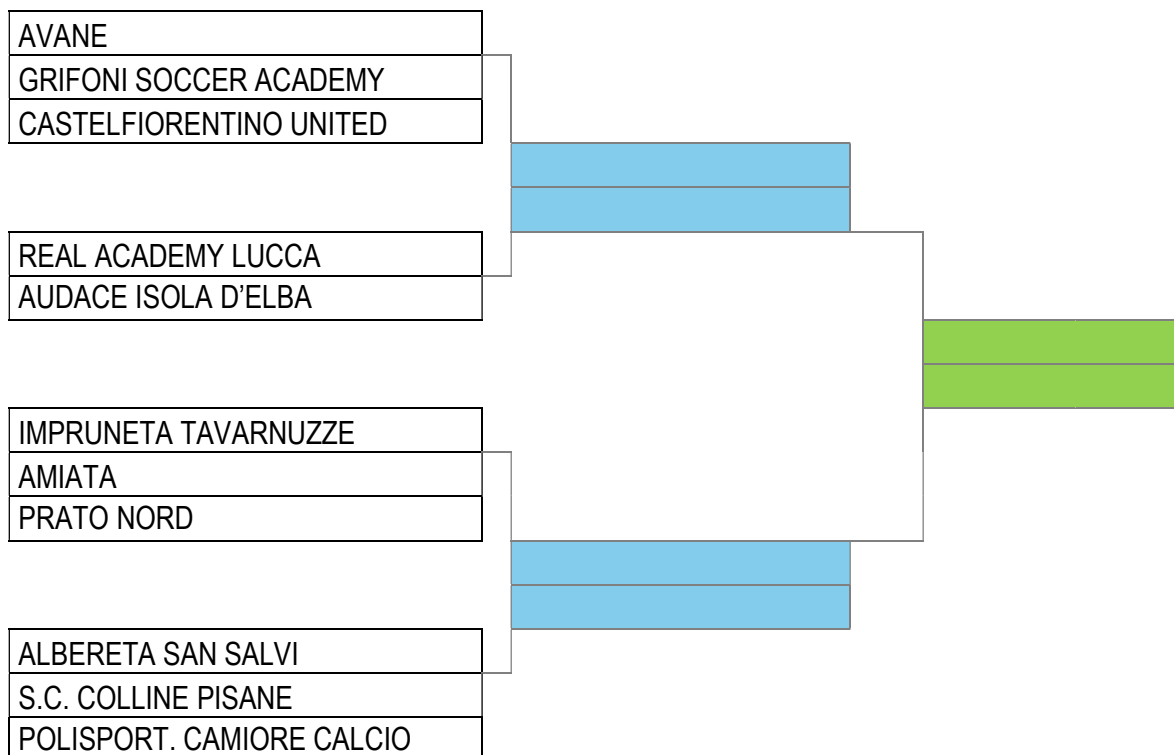 AVANE
GRIFONI SOCCER ACADEMY
CASTELFIORENTINO UNITED
REAL ACADEMY LUCCA
AUDACE ISOLA D’ELBA
IMPRUNETA TAVARNUZZE
AMIATA
PRATO NORD
ALBERETA SAN SALVI
S.C. COLLINE PISANE
POLISPORT. CAMIORE CALCIO